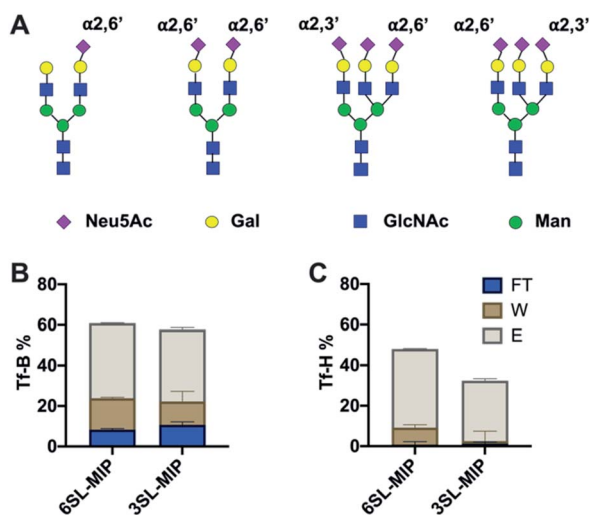 A
α2,6’ α2,6’ α2,6’ α2,3’ α2,6’ α2,6’ α2,3’
Neu5Ac Gal GlcNAc Man
B
80
60
40
20
0
Tf-B %
6SL-MIP
3SL-MIP
C
80
60
40
20
0
Tf-H %
6SL-MIP
3SL-MIP
FT
W
E